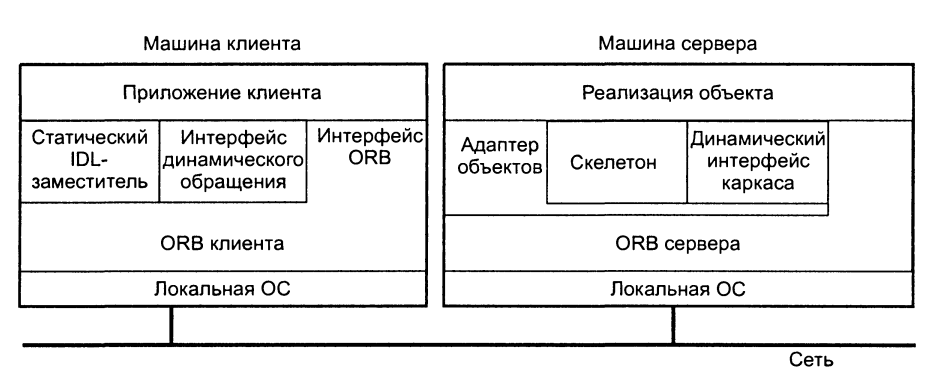 Машина клиента
Машина сервера
Приложение клиента
Реализация объекта
Статический
IDL-
заместитель
Интерфейс
динамического
обращения
Интерфейс
ORB
Адаптер
объектов
Скелетон
Динамический
интерфейс
каркаса
ORB клиента
ORB сервера
Локальная ОС
Локальная ОС
Сеть